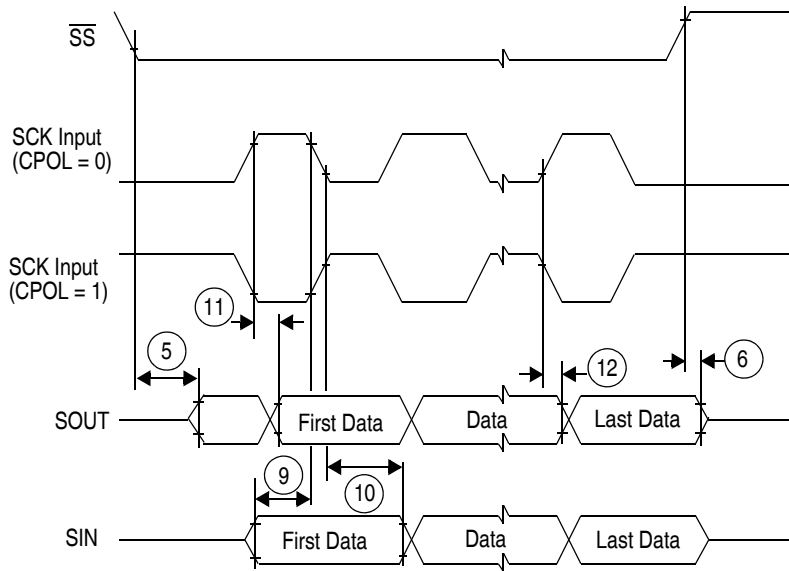 SS
SCK Input
(CPOL = 0)
SCK Input
(CPOL = 1)
11
5
12
6
SOUT
First Data
Data
Last Data
9
10
SIN
First Data
Data
Last Data